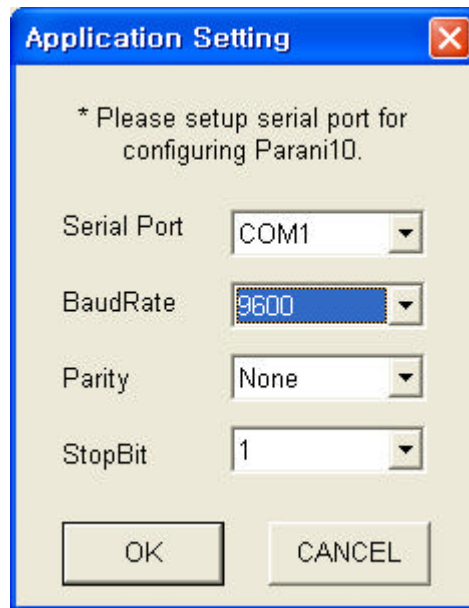 Application Setting
* Please setup serial port for
configuring Parani10.
Serial Port COM1
BaudRate 9600
Parity None
StopBit 1
OK CANCEL